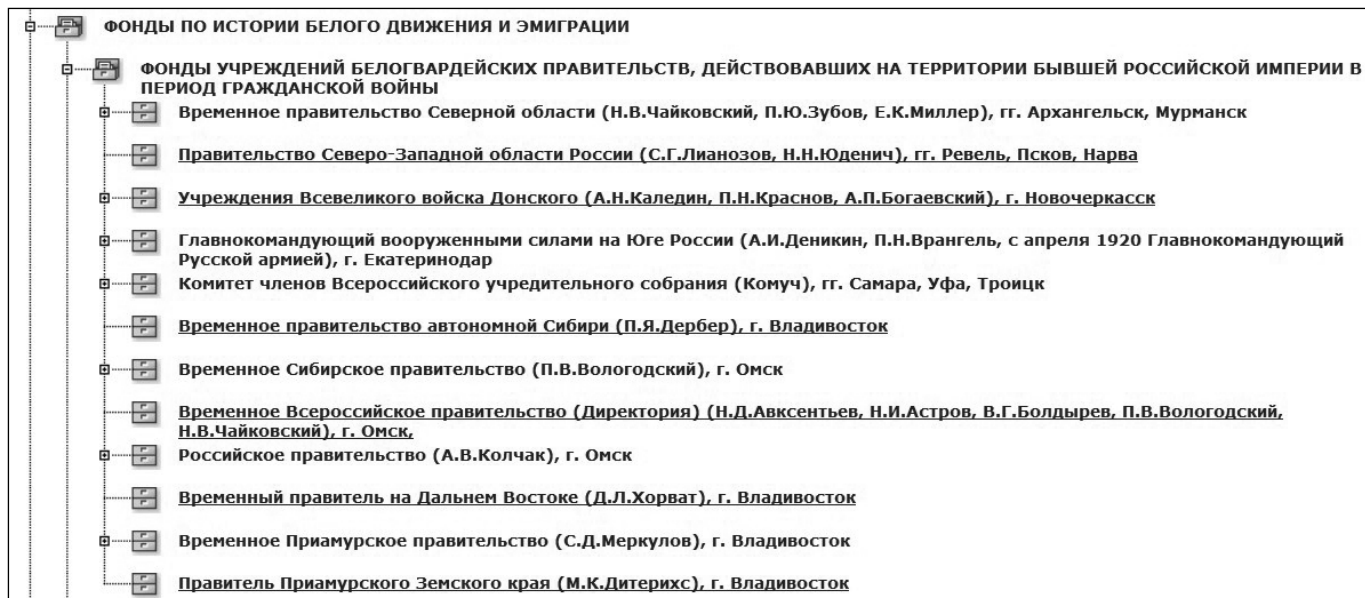 ФОНДЫ ПО ИСТОРИИ БЕЛОГО ДВИЖЕНИЯ И ЭМИГРАЦИИ
ФОНДЫ УЧРЕЖДЕНИЙ БЕЛОГВАРДЕЙСКИХ ПРАВИТЕЛЬСТВ, ДЕЙСТВОВАВШИХ НА ТЕРРИТОРИИ БЫВШЕЙ РОССИЙСКОЙ ИМПЕРИИ В
ПЕРИОД ГРАЖДАНСКОЙ ВОЙНЫ
Временное правительство Северной области (Н.В.Чайковский, П.Ю.Зубов, Е.К.Миллер), гг. Архангельск, Мурманск
Правительство Северо-Западной области России (С.Г.Лианозов, Н.Н.Юденич), гг. Ревель, Псков, Нарва
Учреждения Всевеликого войска Донского (А.Н.Каледин, П.Н.Краснов, А.П.Богаевский), г. Новочеркасск
Главнокомандующий вооруженными силами на Юге России (А.И.Деникин, П.Н.Врангель, с апреля 1920 Главнокомандующий
Русской армией), г. Екатеринодар
Комитет членов Всероссийского учредительного собрания (Комуч), гг. Самара, Уфа, Троицк
Временное правительство автономной Сибири (П.Я.Дербер), г. Владивосток
Временное Сибирское правительство (П.В.Вологодский), г. Омск
Временное Всероссийское правительство (Директория) (Н.Д.Авксентьев, Н.И.Астров, В.Г.Болдырев, П.В.Вологодский,
Н.В.Чайковский), г. Омск,
Российское правительство (А.В.Колчак), г. Омск
Временный правитель на Дальнем Востоке (Д.Л.Хорват), г. Владивосток
Временное Приамурское правительство (С.Д.Меркулов), г. Владивосток
Правитель Приамурского Земского края (М.К.Дитерихс), г. Владивосток